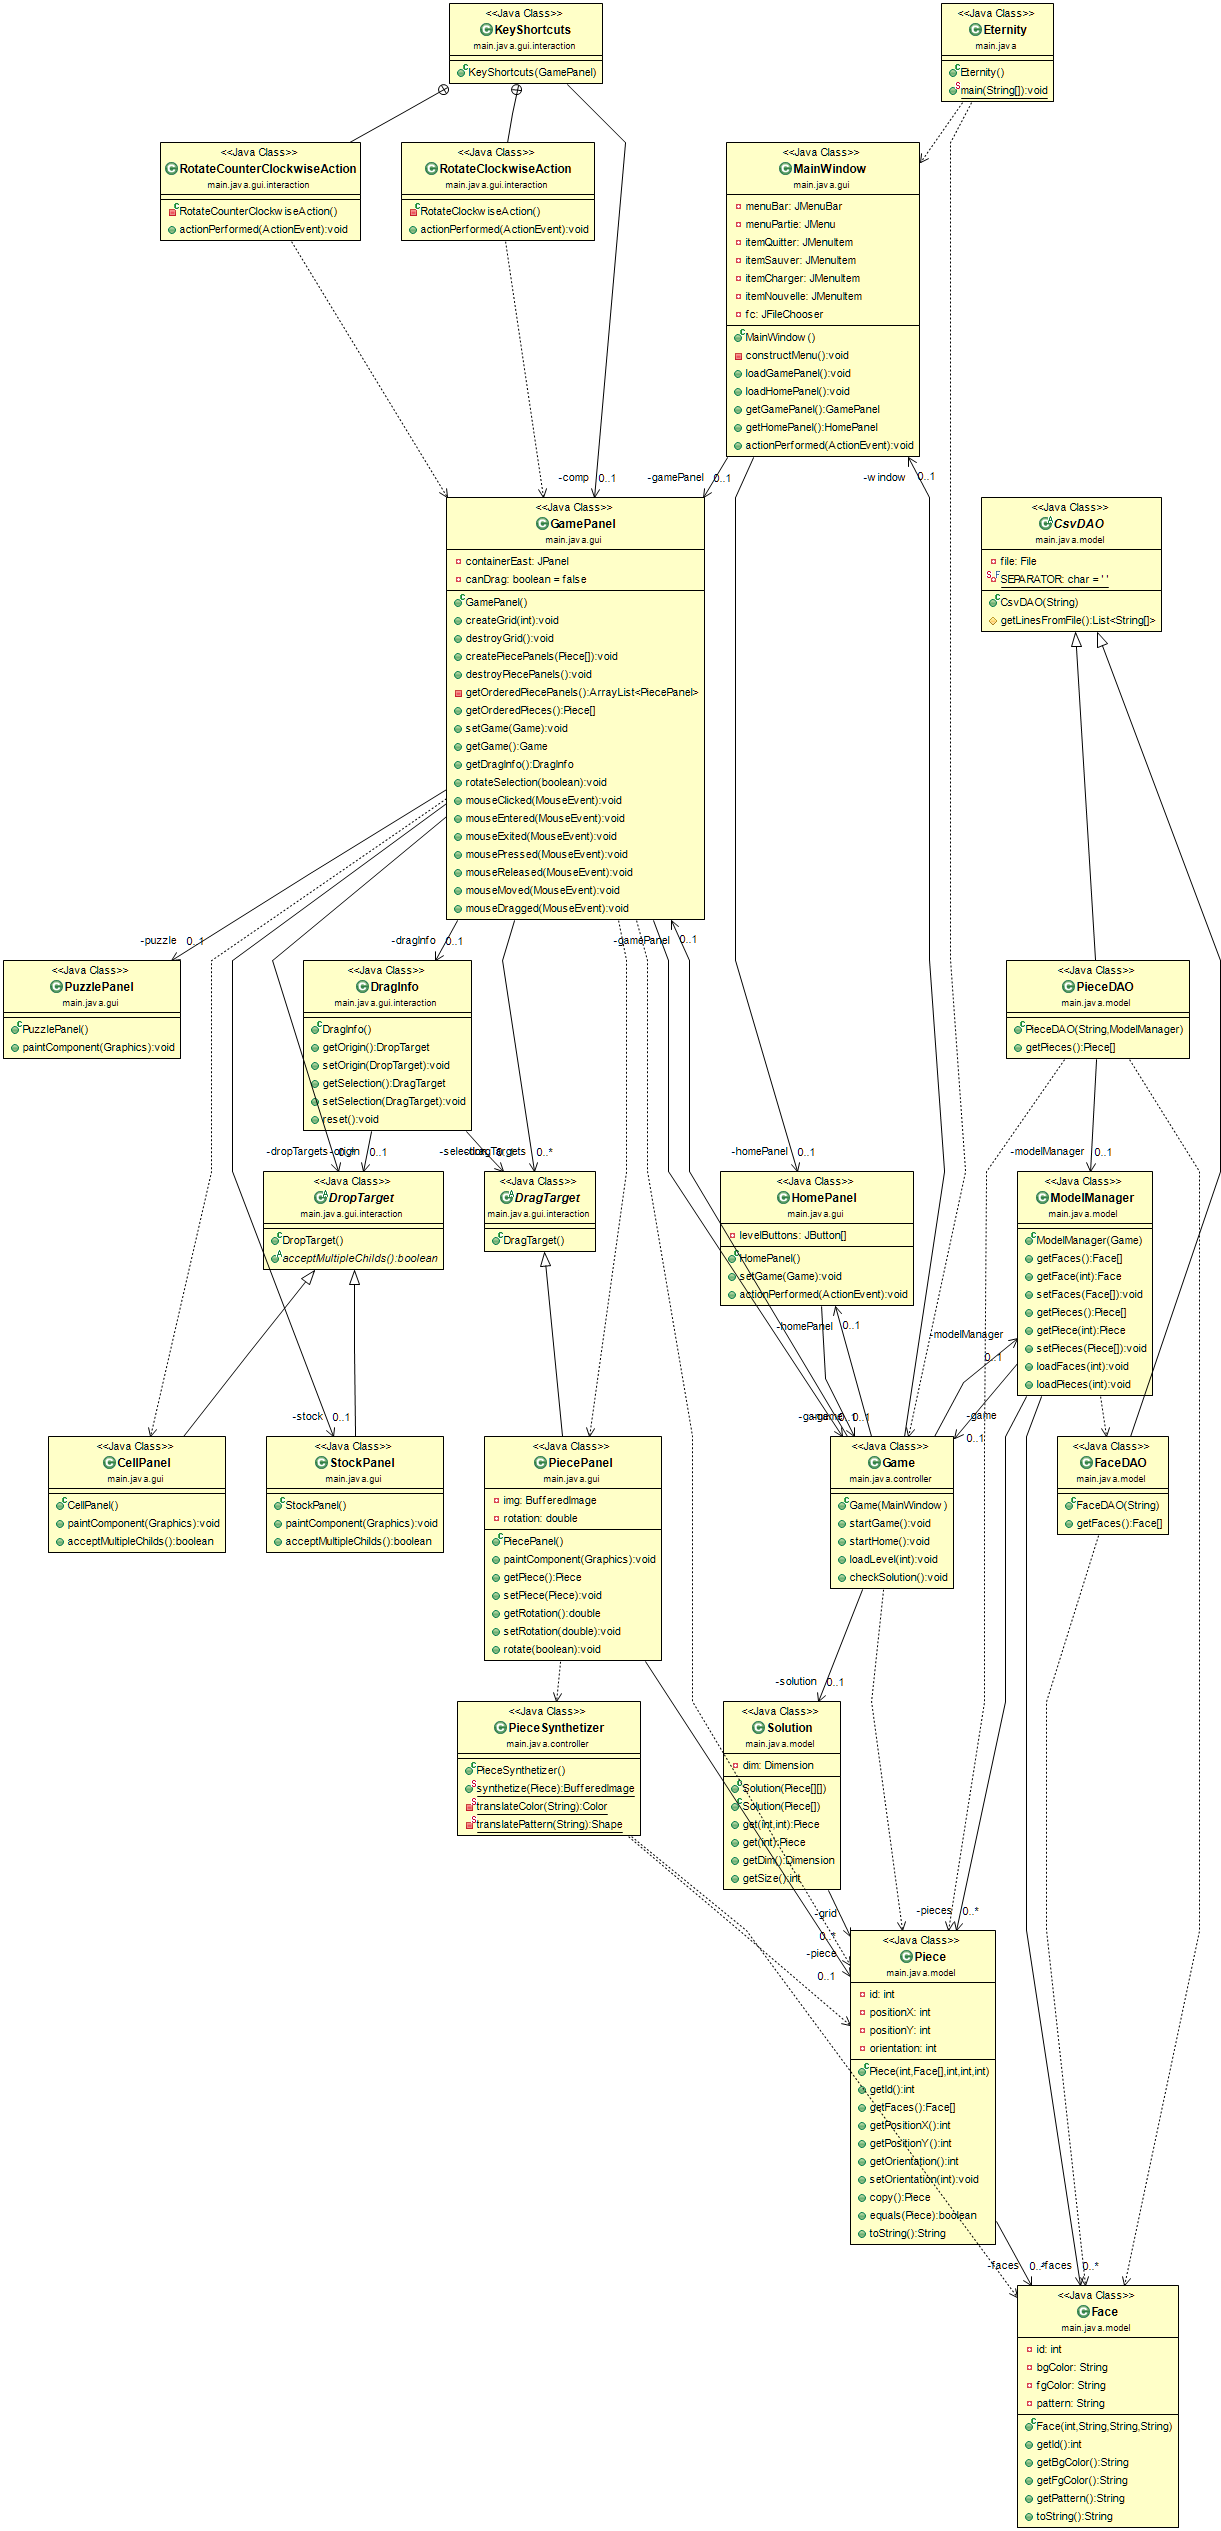 <<Java Class>>
KeyShortcuts
main.java.gui.interaction
KeyShortcuts(GamePanel)
<<Java Class>>
Eternity
main.java
Eternity()
main(String[]):void
<<Java Class>>
RotateCounterClockwiseAction
main.java.gui.interaction
RotateCounterClockwiseAction()
actionPerformed(ActionEvent):void
<<Java Class>>
RotateClockwiseAction
main.java.gui.interaction
RotateClockwiseAction()
actionPerformed(ActionEvent):void
<<Java Class>>
MainWindow
main.java.gui
menuBar: JMenuBar
menuPartie: JMenu
itemQuitter: JMenuItem
itemSauver: JMenuItem
itemCharger: JMenuItem
itemNouvelle: JMenuItem
fc: JFileChooser
MainWindow()
constructMenu():void
loadGamePanel():void
loadHomePanel():void
getGamePanel():GamePanel
getHomePanel():HomePanel
actionPerformed(ActionEvent):void
-comp 0..1
-gamePanel 0..1
-window 0..1
<<Java Class>>
GamePanel
main.java.gui
containerEast: JPanel
canDrag: boolean = false
GamePanel()
createGrid(int):void
destroyGrid():void
createPiecePanels(Piece[]):void
destroyPiecePanels():void
getOrderedPiecePanels():ArrayList<PiecePanel>
getOrderedPieces():Piece[]
setGame(Game):void
getGame():Game
getDragInfo():DragInfo
rotateSelection(boolean):void
mouseClicked(MouseEvent):void
mouseEntered(MouseEvent):void
mouseExited(MouseEvent):void
mousePressed(MouseEvent):void
mouseReleased(MouseEvent):void
mouseMoved(MouseEvent):void
mouseDragged(MouseEvent):void
<<Java Class>>
CsvDAO
main.java.model
file: File
SEPARATOR: char = ' '
CsvDAO(String)
getLinesFromFile():List<String[]>
-puzzle 0..1
-dragInfo 0..1
-gamePanel 0..1
<<Java Class>>
PuzzlePanel
main.java.gui
PuzzlePanel()
paintComponent(Graphics):void
<<Java Class>>
DragInfo
main.java.gui.interaction
DragInfo()
getOrigin():DropTarget
setOrigin(DropTarget):void
getSelection():DragTarget
setSelection(DragTarget):void
reset():void
<<Java Class>>
PieceDAO
main.java.model
PieceDAO(String,ModelManager)
getPieces():Piece[]
-dropTargets 0..*
-origin 0..1
-selection 0..1
-dragTargets 0..*
-homePanel 0..1
-modelManager 0..1
<<Java Class>>
DropTarget
main.java.gui.interaction
DropTarget()
acceptMultipleChilds():boolean
<<Java Class>>
DragTarget
main.java.gui.interaction
DragTarget()
<<Java Class>>
HomePanel
main.java.gui
levelButtons: JButton[]
HomePanel()
setGame(Game):void
actionPerformed(ActionEvent):void
<<Java Class>>
ModelManager
main.java.model
ModelManager(Game)
getFaces():Face[]
getFace(int):Face
setFaces(Face[]):void
getPieces():Piece[]
getPiece(int):Piece
setPieces(Piece[]):void
loadFaces(int):void
loadPieces(int):void
-homePanel 0..1
-modelManager
0..1
-stock 0..1
-game 0..1
-game 0..1
-game
0..1
<<Java Class>>
CellPanel
main.java.gui
CellPanel()
paintComponent(Graphics):void
acceptMultipleChilds():boolean
<<Java Class>>
StockPanel
main.java.gui
StockPanel()
paintComponent(Graphics):void
acceptMultipleChilds():boolean
<<Java Class>>
PiecePanel
main.java.gui
img: BufferedImage
rotation: double
PiecePanel()
paintComponent(Graphics):void
getPiece():Piece
setPiece(Piece):void
getRotation():double
setRotation(double):void
rotate(boolean):void
<<Java Class>>
Game
main.java.controller
Game(MainWindow)
startGame():void
startHome():void
loadLevel(int):void
checkSolution():void
<<Java Class>>
FaceDAO
main.java.model
FaceDAO(String)
getFaces():Face[]
-solution 0..1
<<Java Class>>
PieceSynthetizer
main.java.controller
PieceSynthetizer()
synthetize(Piece):BufferedImage
translateColor(String):Color
translatePattern(String):Shape
<<Java Class>>
Solution
main.java.model
dim: Dimension
Solution(Piece[][])
Solution(Piece[])
get(int,int):Piece
get(int):Piece
getDim():Dimension
getSize():int
-grid
0..*
-pieces 0..*
-piece
0..1
<<Java Class>>
Piece
main.java.model
id: int
positionX: int
positionY: int
orientation: int
Piece(int,Face[],int,int,int)
getId():int
getFaces():Face[]
getPositionX():int
getPositionY():int
getOrientation():int
setOrientation(int):void
copy():Piece
equals(Piece):boolean
toString():String
-faces 0..*
-faces 0..*
<<Java Class>>
Face
main.java.model
id: int
bgColor: String
fgColor: String
pattern: String
Face(int,String,String,String)
getId():int
getBgColor():String
getFgColor():String
getPattern():String
toString():String